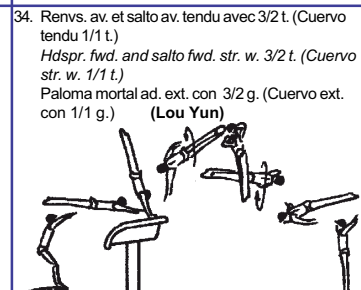 34. Renvs. av. et salto av. tendu avec 3/2 t. (Cuervo
tendu 1/1 t.)
Hdspr. fwd. and salto fwd. str. w. 3/2 t. (Cuervo
str. w. 1/1 t.)
Paloma mortal ad. ext. con 3/2 g. (Cuervo ext.
con 1/1 g.) (Lou Yun)